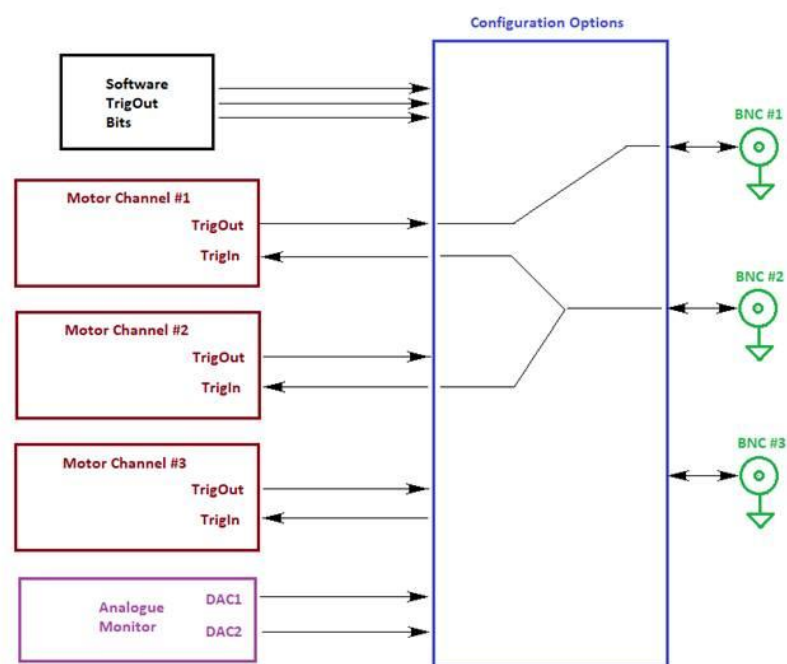 Configuration Options
Software
TrigOut
Bits
BNC #1
Motor Channel #1
TrigOut
TrigIn
BNC #2
Motor Channel #2
TrigOut
TrigIn
BNC #3
Motor Channel #3
TrigOut
TrigIn
Analogue
Monitor
DAC1
DAC2